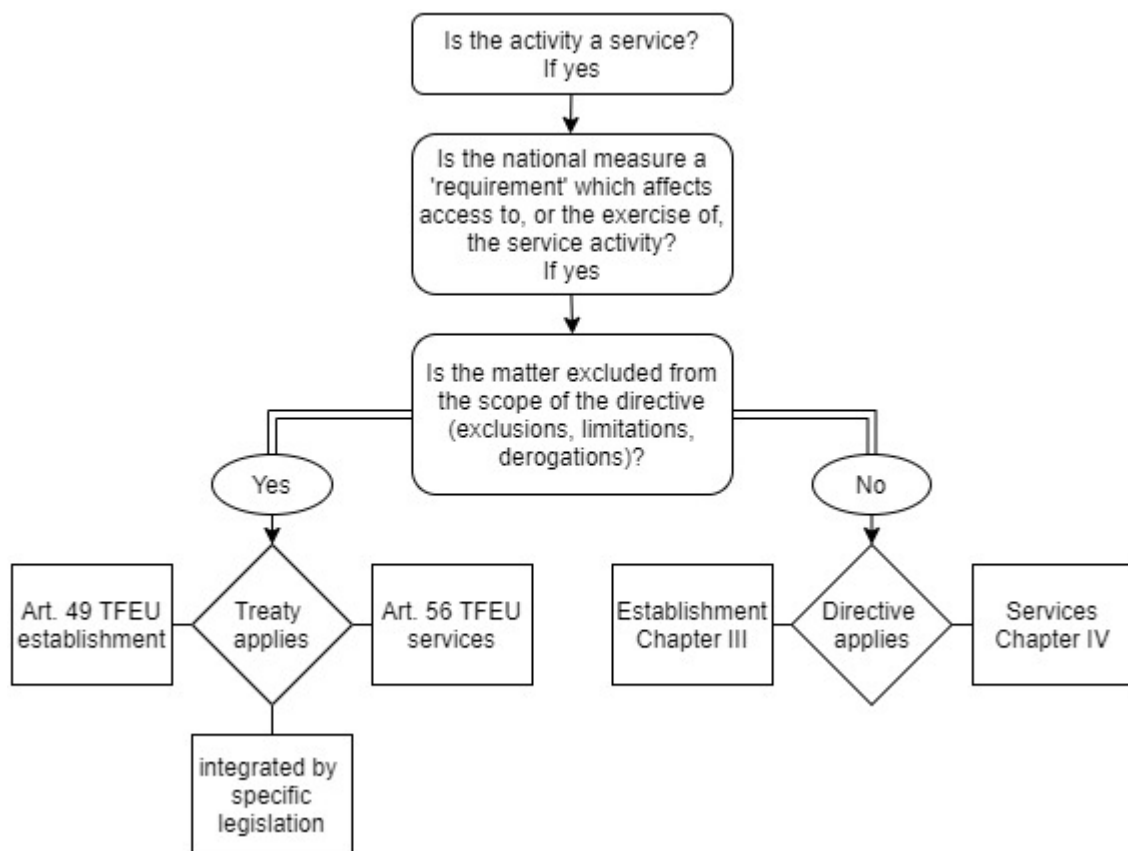 Is the activity a service?
If yes
Is the national measure a
'requirement' which affects
access to, or the exercise of,
the service activity?
If yes
Is the matter excluded from
the scope of the directive
(exclusions, limitations,
derogations)?
Yes
No
Art. 49 TFEU
establishment
Treaty
applies
Art. 56 TFEU
services
Establishment
Chapter III
Directive
applies
Services
Chapter IV
integrated by
specific
legislation